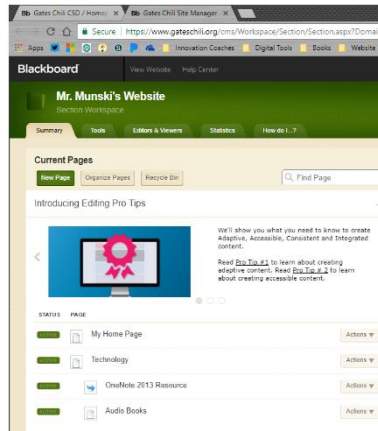 Bb Gates Chili CSD / Homep
Bb Gates Chili Site Manager
Secure https://www.gateschili.org/cms/Workspace/Section/Section.aspx?Domai
Apps
Innovation Coaches
Digital Tools
Books
Website
Blackboard
View Website
Help Center
Mr. Munski's Website
Section Workspace
Summary
Tools
Editors & Viewers
Statistics
How do I...?
Current Pages
New Page
Organize Pages
Recycle Bin
Find Page
Introducing Editing Pro Tips
We'll show you what you need to know to create
Adaptive, Accessible, Consistent and Integrated
content.
Read Pro Tip #1 to learn about creating
adaptive content. Read Pro Tip # 2 to learn
about creating accessible content.
STATUS PAGE
ACTIVE My Home Page Actions
ACTIVE Technology Actions
ACTIVE OneNote 2013 Resource Actions
ACTIVE Audio Books Actions